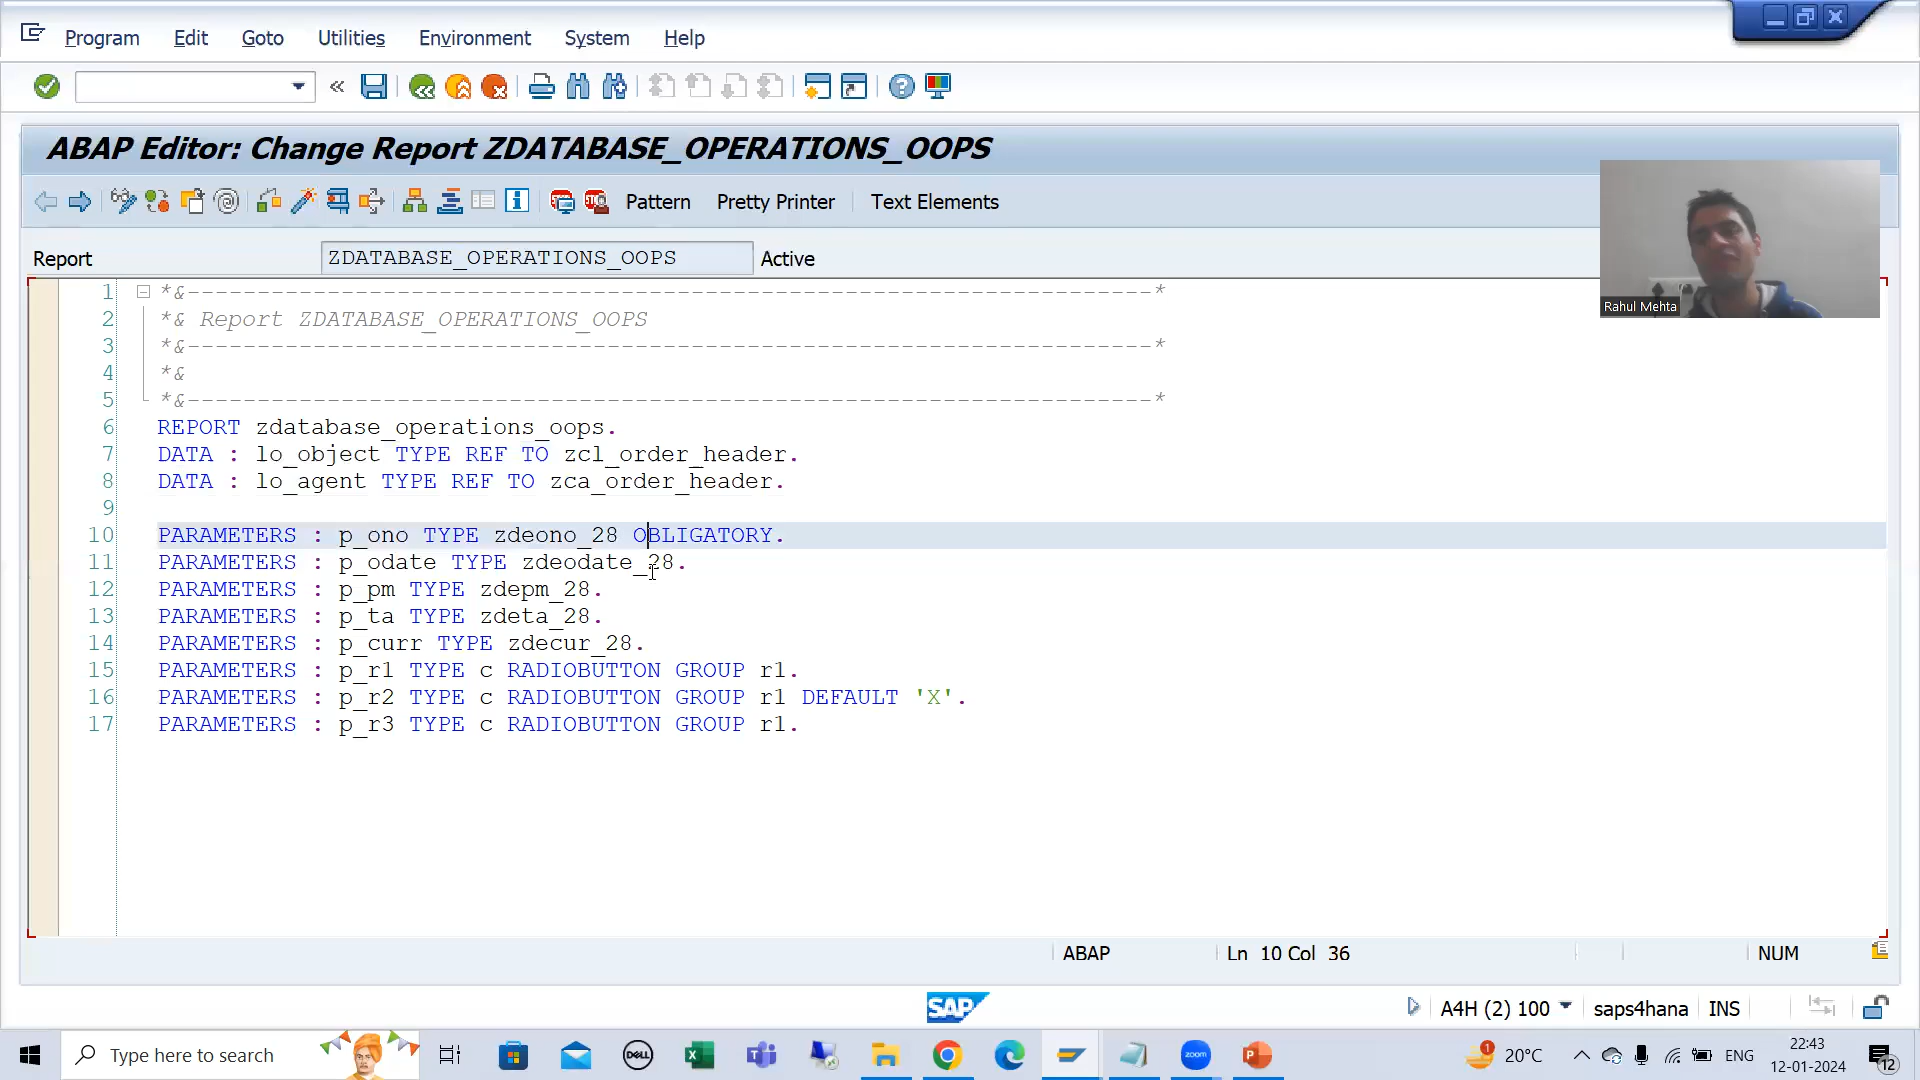 Program Edit Goto Utilities Environment System Help
ABAP Editor: Change Report ZDATABASE_OPERATIONS_OOPS
Pattern Pretty Printer Text Elements
Report ZDATABASE_OPERATIONS_OOPS Active
Rahul Mehta
1 *&---------------------------------------------------------------------*
2 *& Report ZDATABASE_OPERATIONS_OOPS
3 *&---------------------------------------------------------------------*
4 *&
5 *&---------------------------------------------------------------------*
6 REPORT zdatabase_operations_oops.
7 DATA : lo_object TYPE REF TO zcl_order_header.
8 DATA : lo_agent TYPE REF TO zca_order_header.
9
10 PARAMETERS : p_ono TYPE zdeono_28 OBLIGATORY.
11 PARAMETERS : p_odate TYPE zdeodate_28.
12 PARAMETERS : p_pm TYPE zdepm_28.
13 PARAMETERS : p_ta TYPE zdeta_28.
14 PARAMETERS : p_curr TYPE zdecur_28.
15 PARAMETERS : p_r1 TYPE c RADIOBUTTON GROUP r1.
16 PARAMETERS : p_r2 TYPE c RADIOBUTTON GROUP r1 DEFAULT 'X'.
17 PARAMETERS : p_r3 TYPE c RADIOBUTTON GROUP r1.
ABAP Ln 10 Col 36 NUM
SAP A4H (2) 100 saps4hana INS
Type here to search DELL zoom 1 20°C ENG 22:43
12-01-2024 12